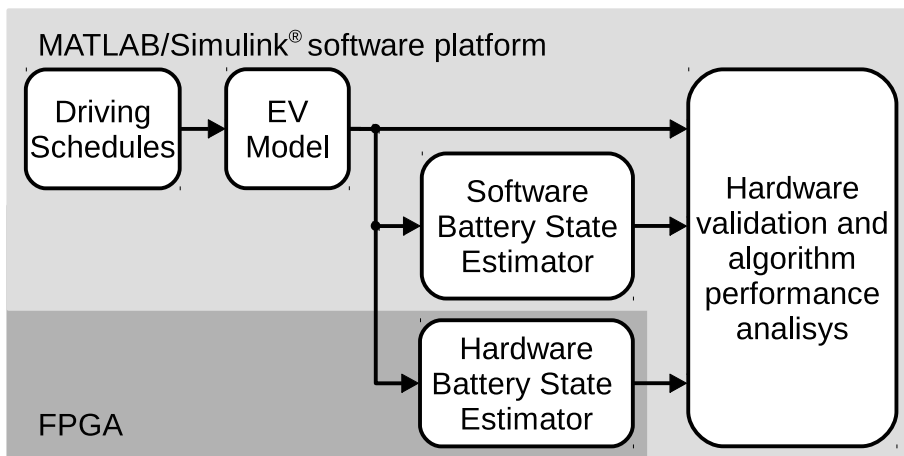 MATLAB/Simulink® software platform
Driving
Schedules
EV
Model
Software
Battery State
Estimator
Hardware
Battery State
Estimator
Hardware
validation and
algorithm
performance
analisys
FPGA